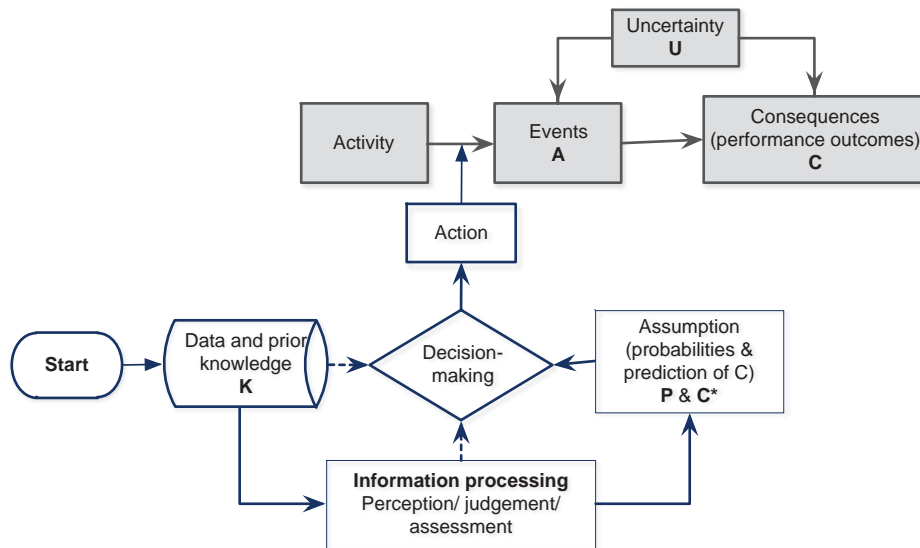 Uncertainty
U
Activity
Events
A
Consequences
(performance outcomes)
C
Action
Start
Data and prior
knowledge
K
Decision-
making
Assumption
(probabilities &
prediction of C)
P & C*
Information processing
Perception/ judgement/
assessment